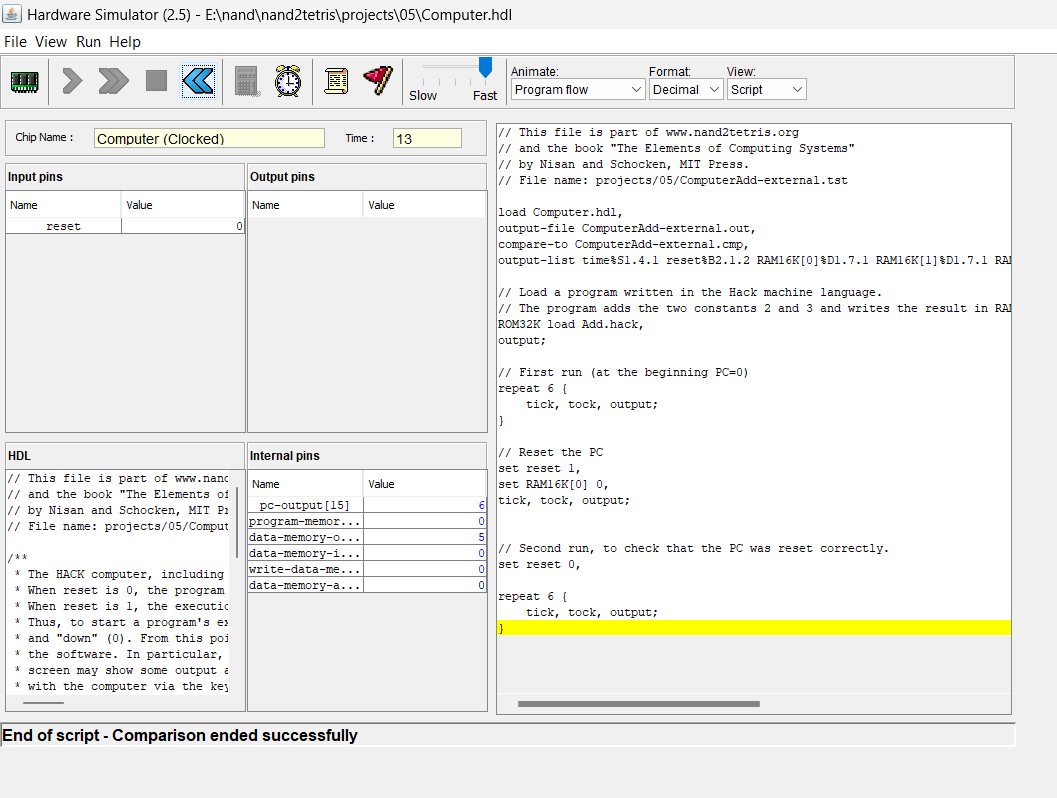 Hardware Simulator (2.5) - E:\nand\nand2tetris\projects\05\Computer.hdl
File View Run Help
Slow Fast
Animate: Format: View:
Program flow Decimal Script
Chip Name : Computer (Clocked) Time : 13
Input pins
Name Value
reset 0
Output pins
Name Value
HDL
// This file is part of www.nand
// and the book "The Elements of
// by Nisan and Schocken, MIT Pr
// File name: projects/05/Comput
/**
* The HACK computer, including
* When reset is 0, the program
* When reset is 1, the executio
* Thus, to start a program's ex
* and "down" (0). From this poi
* the software. In particular,
* screen may show some output a
* with the computer via the key
Internal pins
Name Value
pc-output[15] 6
program-memor... 0
data-memory-o... 5
data-memory-i... 0
write-data-me... 0
data-memory-a... 0
// This file is part of www.nand2tetris.org
// and the book "The Elements of Computing Systems"
// by Nisan and Schocken, MIT Press.
// File name: projects/05/ComputerAdd-external.tst
load Computer.hdl,
output-file ComputerAdd-external.out,
compare-to ComputerAdd-external.cmp,
output-list time%S1.4.1 reset%B2.1.2 RAM16K[0]%D1.7.1 RAM16K[1]%D1.7.1 RAM
// Load a program written in the Hack machine language.
// The program adds the two constants 2 and 3 and writes the result in RAM
ROM32K load Add.hack,
output;
// First run (at the beginning PC=0)
repeat 6 {
tick, tock, output;
}
// Reset the PC
set reset 1,
set RAM16K[0] 0,
tick, tock, output;
// Second run, to check that the PC was reset correctly.
set reset 0,
repeat 6 {
tick, tock, output;
}
End of script - Comparison ended successfully